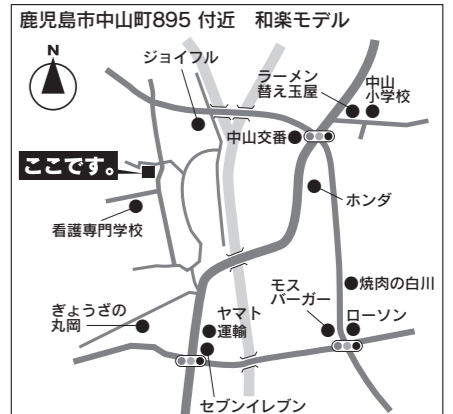 鹿児島市中山町895 付近　和楽モデル
N
ジョイフル
ラーメン
替え玉屋
中山
小学校
中山交番
ここです。
ホンダ
看護専門学校
焼肉の白川
モス
バーガー
ローソン
ぎょうざの
丸岡
ヤマト
運輸
セブンイレブン